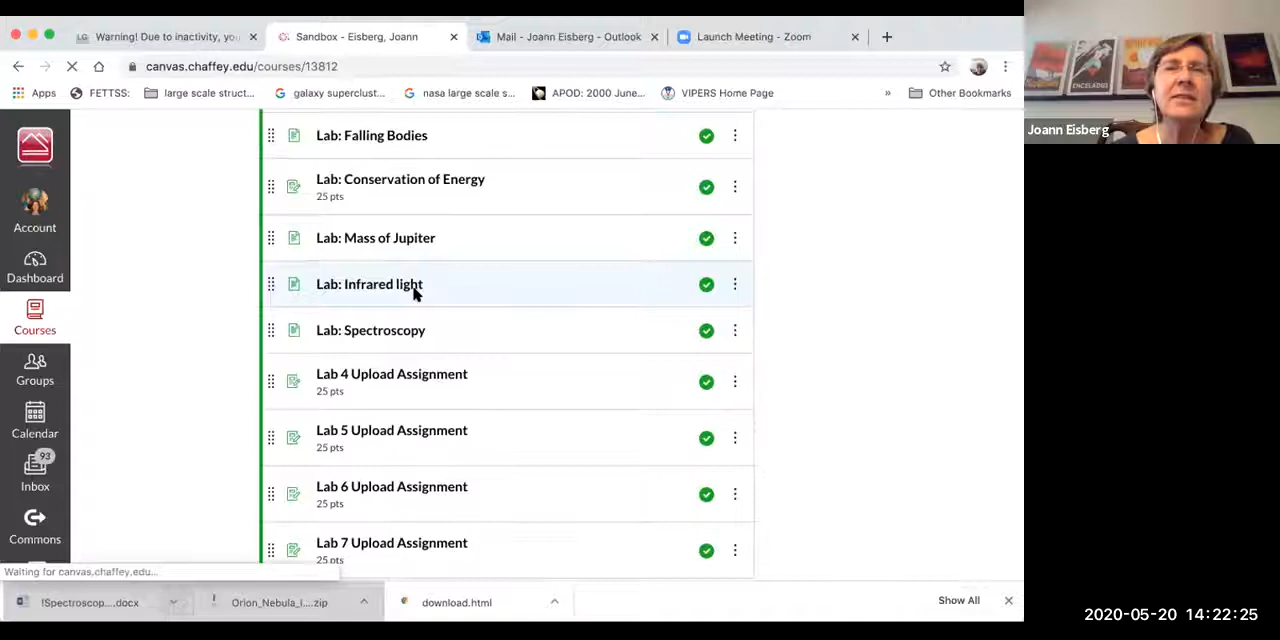 Warning! Due to inactivity, you
Sandbox - Eisberg, Joann
Mail - Joann Eisberg - Outlook
Launch Meeting - Zoom
canvas.chaffey.edu/courses/13812
Apps
FETTSS:
large scale struct...
galaxy superclust...
nasa large scale s...
APOD: 2000 June...
VIPERS Home Page
»
Other Bookmarks
Joann Eisberg
ENCELADUS
Account
Dashboard
Courses
Groups
Calendar
93
Inbox
Commons
Lab: Falling Bodies
Lab: Conservation of Energy
25 pts
Lab: Mass of Jupiter
Lab: Infrared light
Lab: Spectroscopy
Lab 4 Upload Assignment
25 pts
Lab 5 Upload Assignment
25 pts
Lab 6 Upload Assignment
25 pts
Lab 7 Upload Assignment
25 pts
Waiting for canvas.chaffey.edu...
!Spectroscop....docx
Orion_Nebula_i....zip
download.html
Show All
2020-05-20 14:22:25